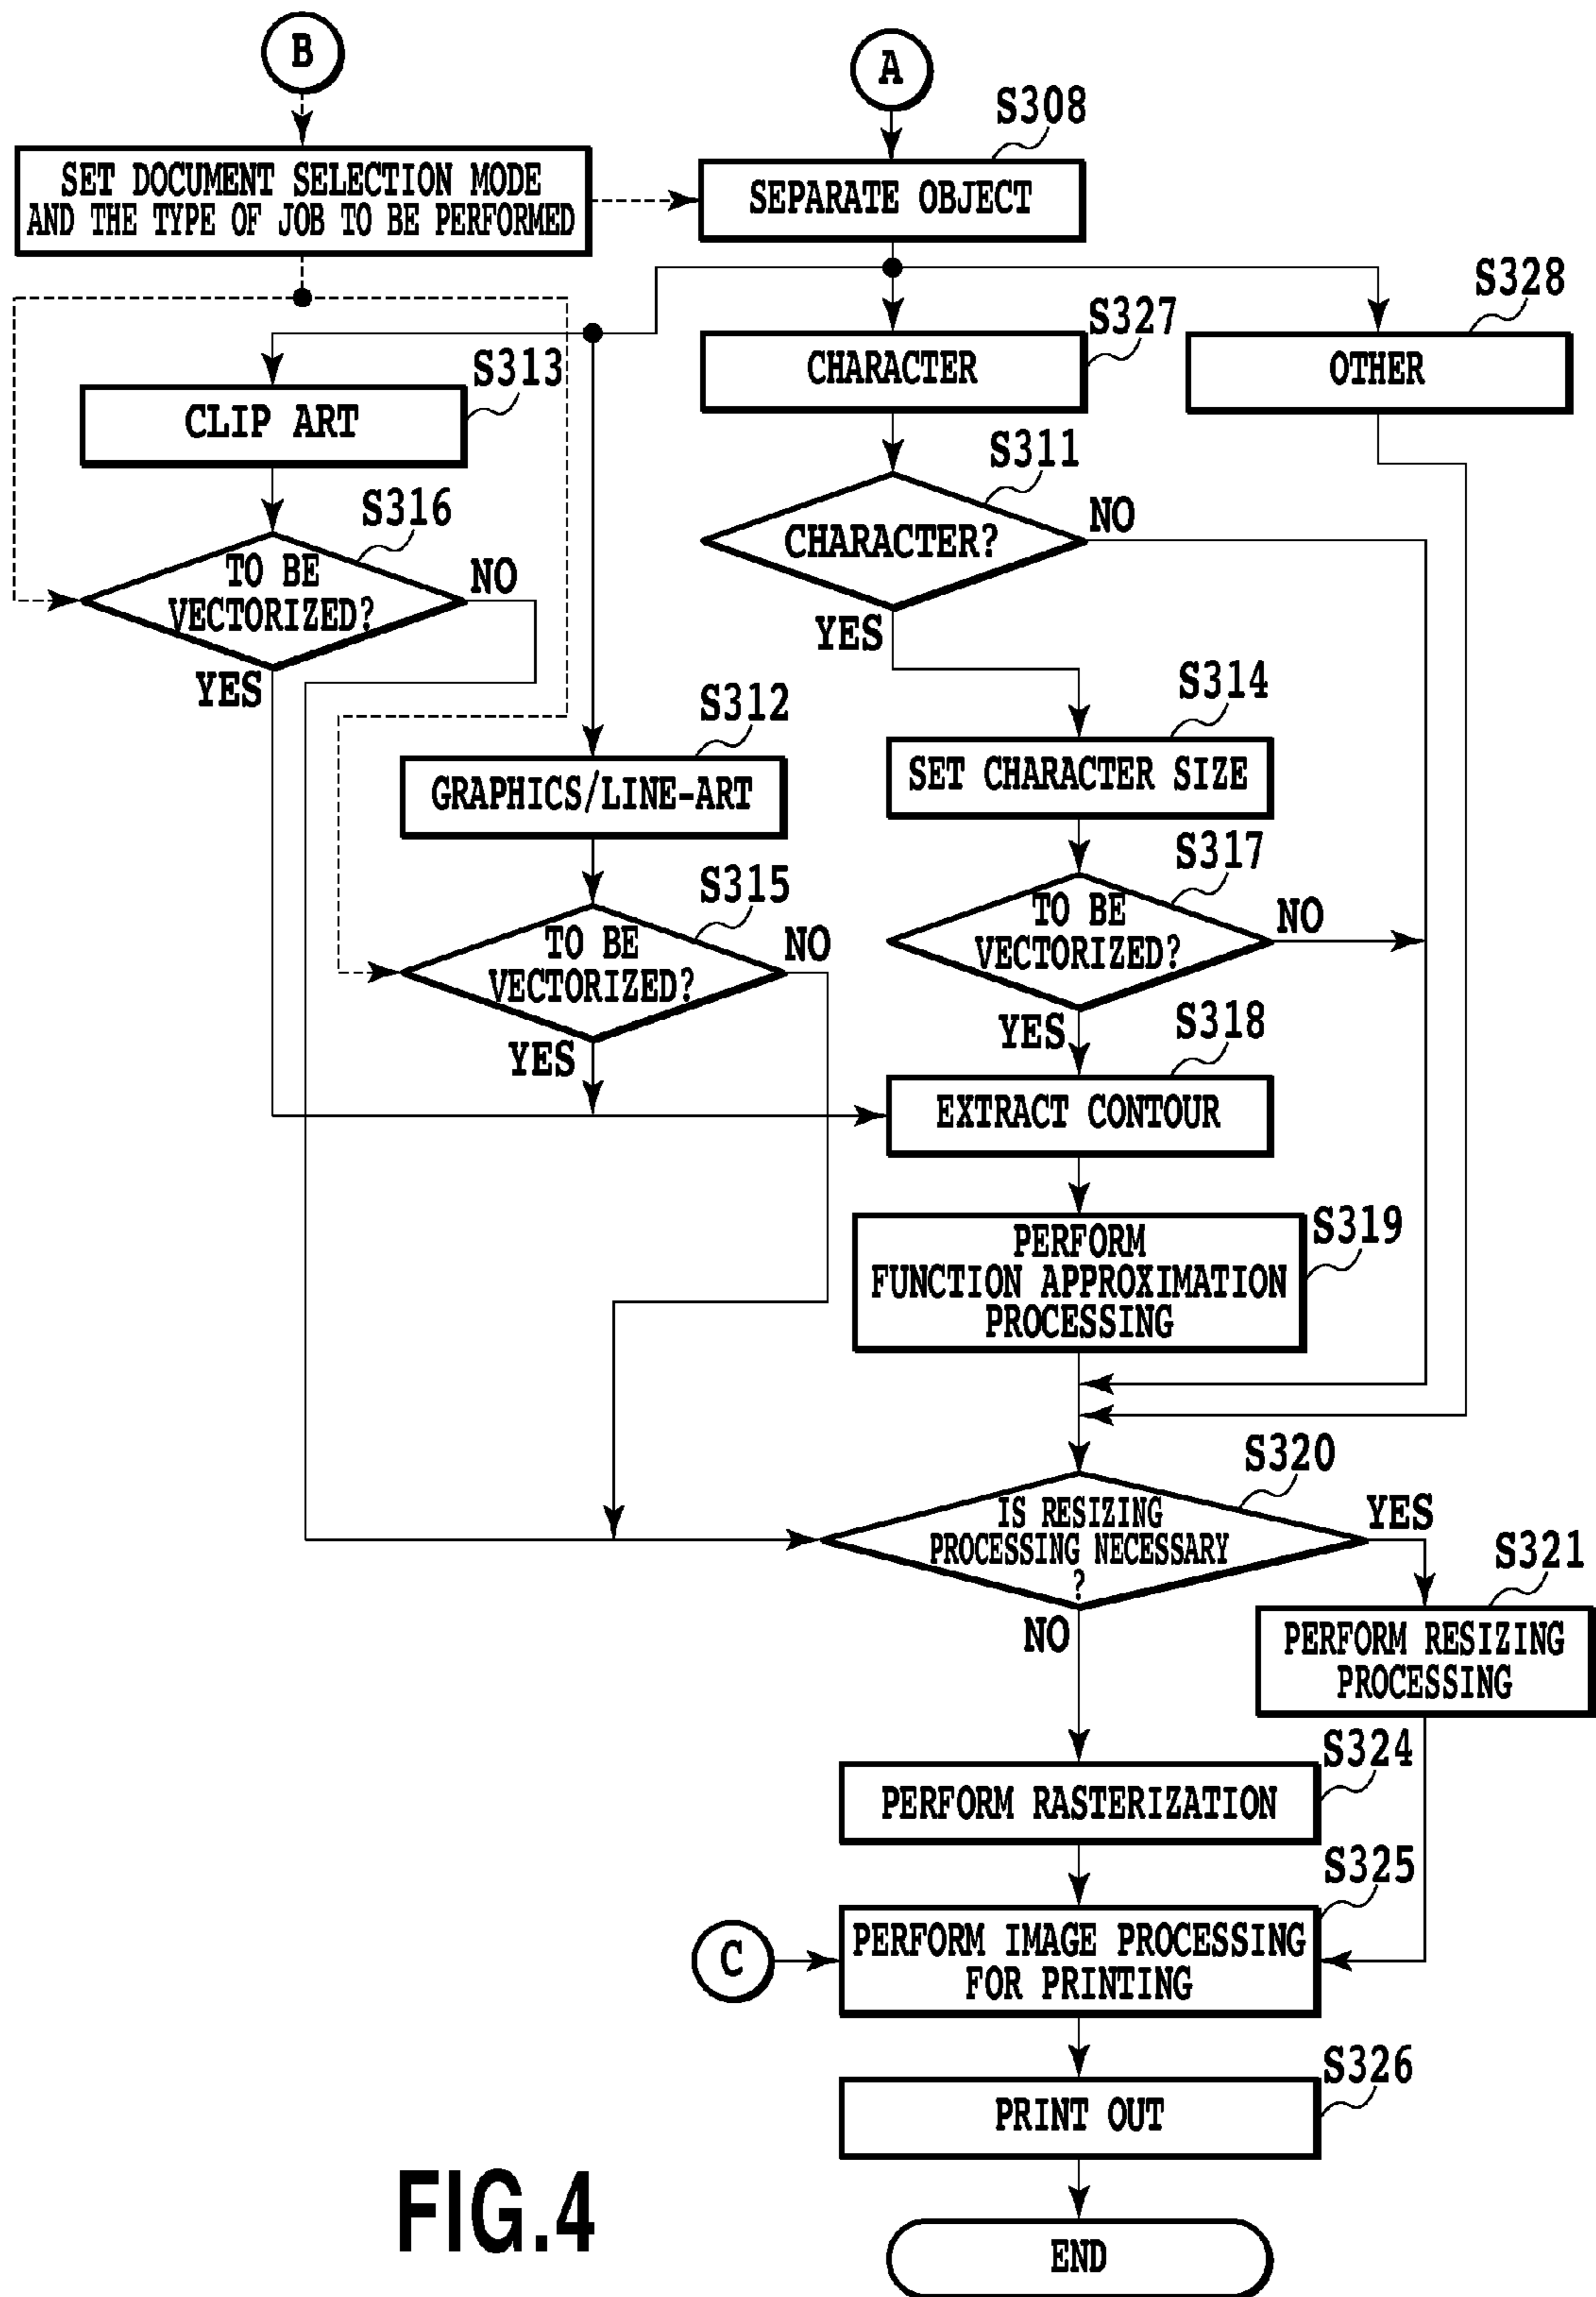 B
A
S308
SET DOCUMENT SELECTION MODE
AND THE TYPE OF JOB TO BE PERFORMED
SEPARATE OBJECT
S328
S327
CHARACTER
OTHER
S313
CLIP ART
S311
CHARACTER?
NO
YES
S316
TO BE
VECTORIZED?
NO
YES
S312
GRAPHICS/LINE-ART
S314
SET CHARACTER SIZE
S315
TO BE
VECTORIZED?
NO
YES
S317
TO BE
VECTORIZED?
NO
YES
S318
EXTRACT CONTOUR
S319
PERFORM
FUNCTION APPROXIMATION
PROCESSING
S320
IS RESIZING
PROCESSING NECESSARY
?
YES
NO
S321
PERFORM RESIZING
PROCESSING
S324
PERFORM RASTERIZATION
S325
C
PERFORM IMAGE PROCESSING
FOR PRINTING
S326
PRINT OUT
END
FIG.4